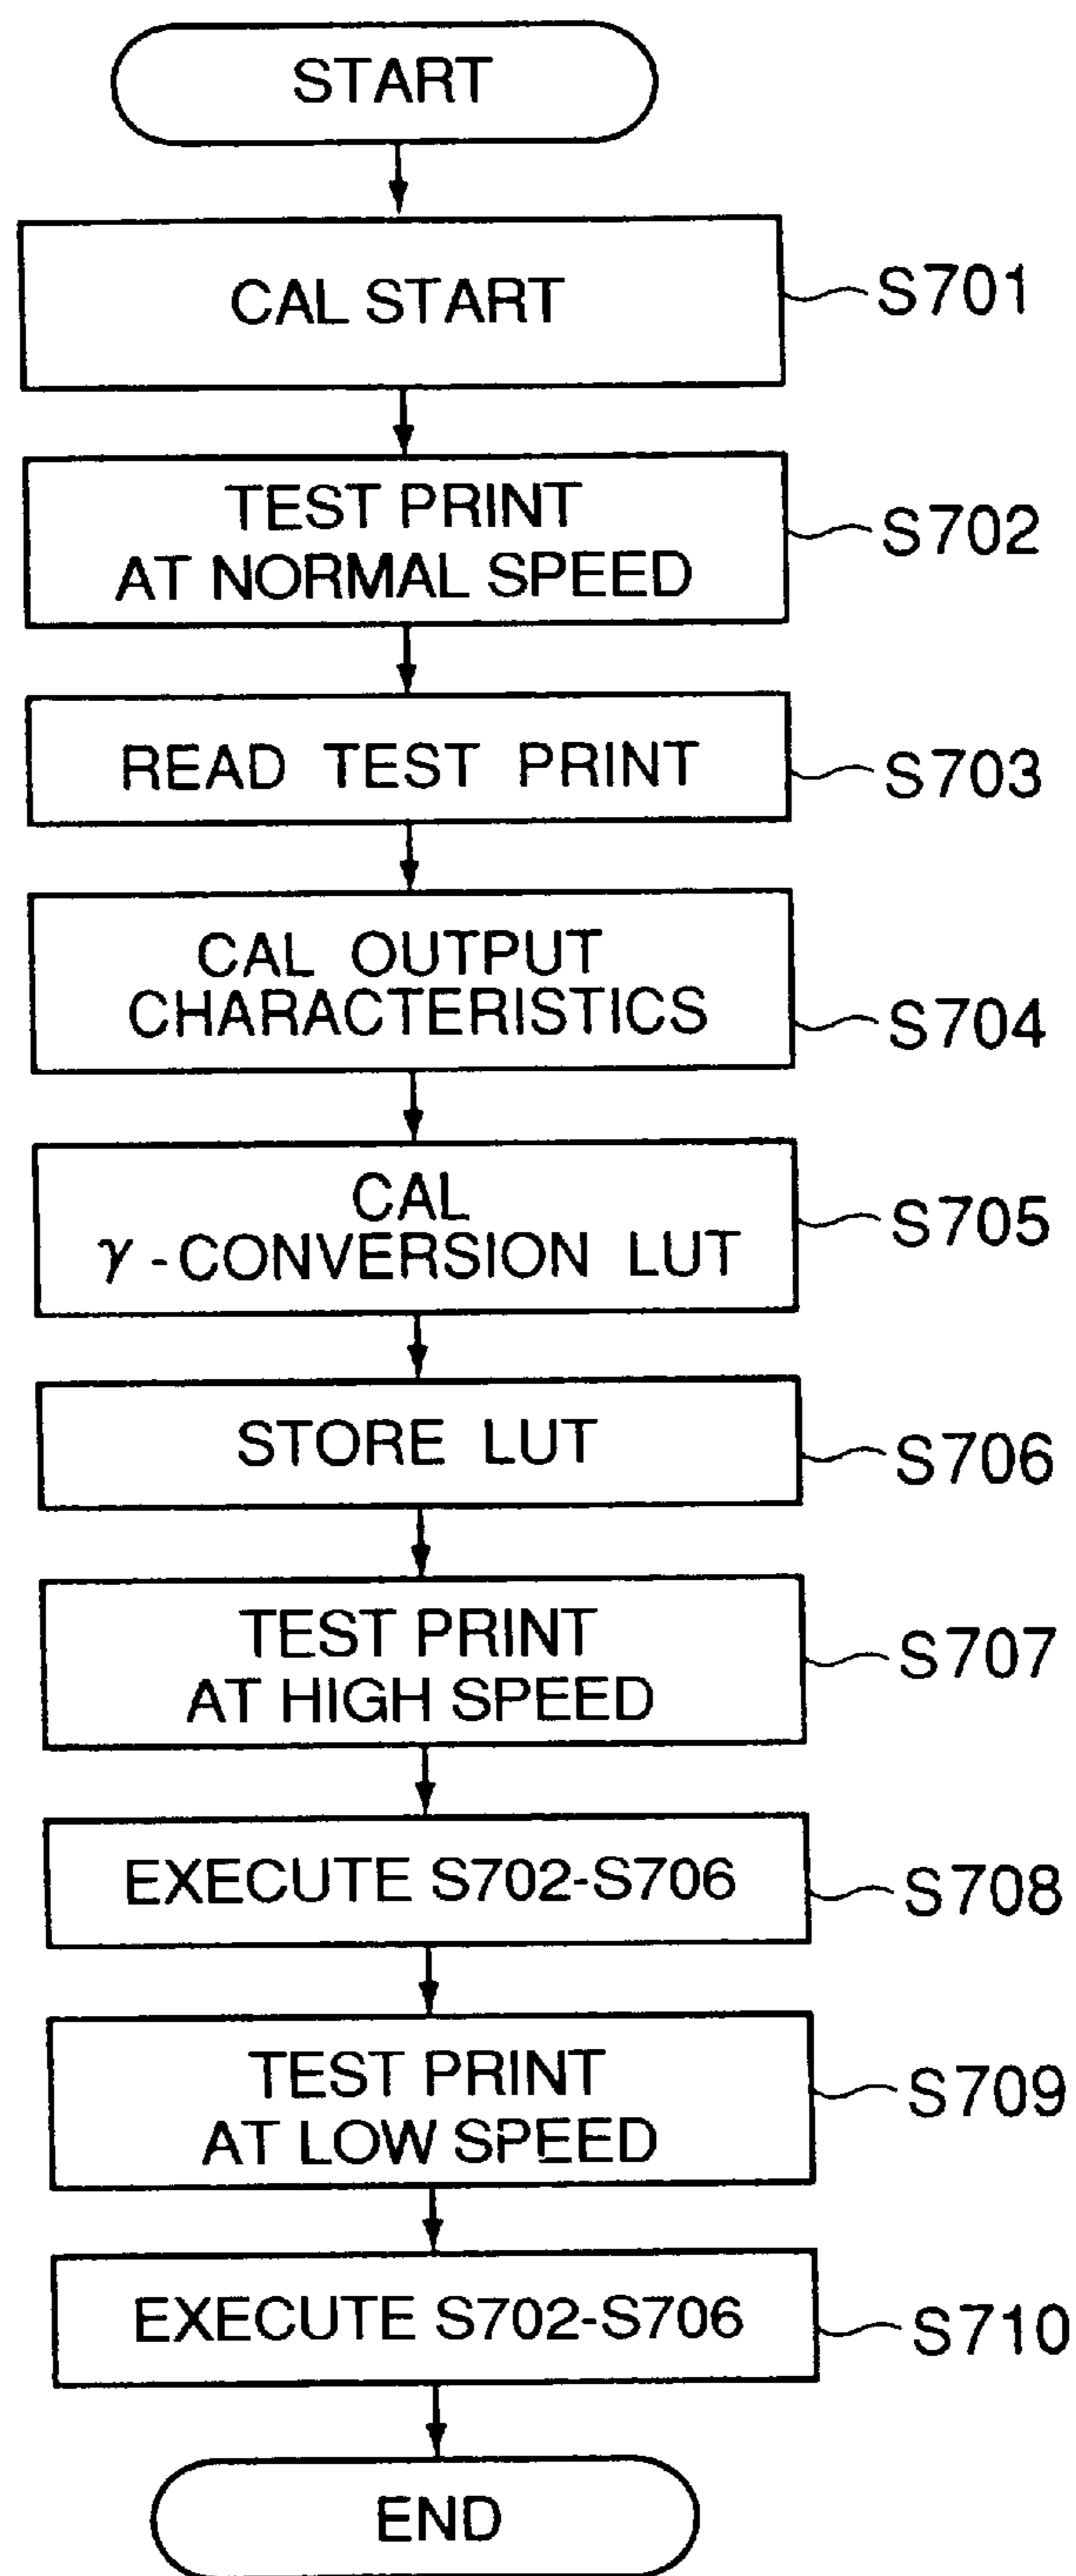 START
CAL START
S701
TEST PRINT
AT NORMAL SPEED
S702
READ TEST PRINT
S703
CAL OUTPUT
CHARACTERISTICS
S704
CAL
γ-CONVERSION LUT
S705
STORE LUT
S706
TEST PRINT
AT HIGH SPEED
S707
EXECUTE S702-S706
S708
TEST PRINT
AT LOW SPEED
S709
EXECUTE S702-S706
S710
END